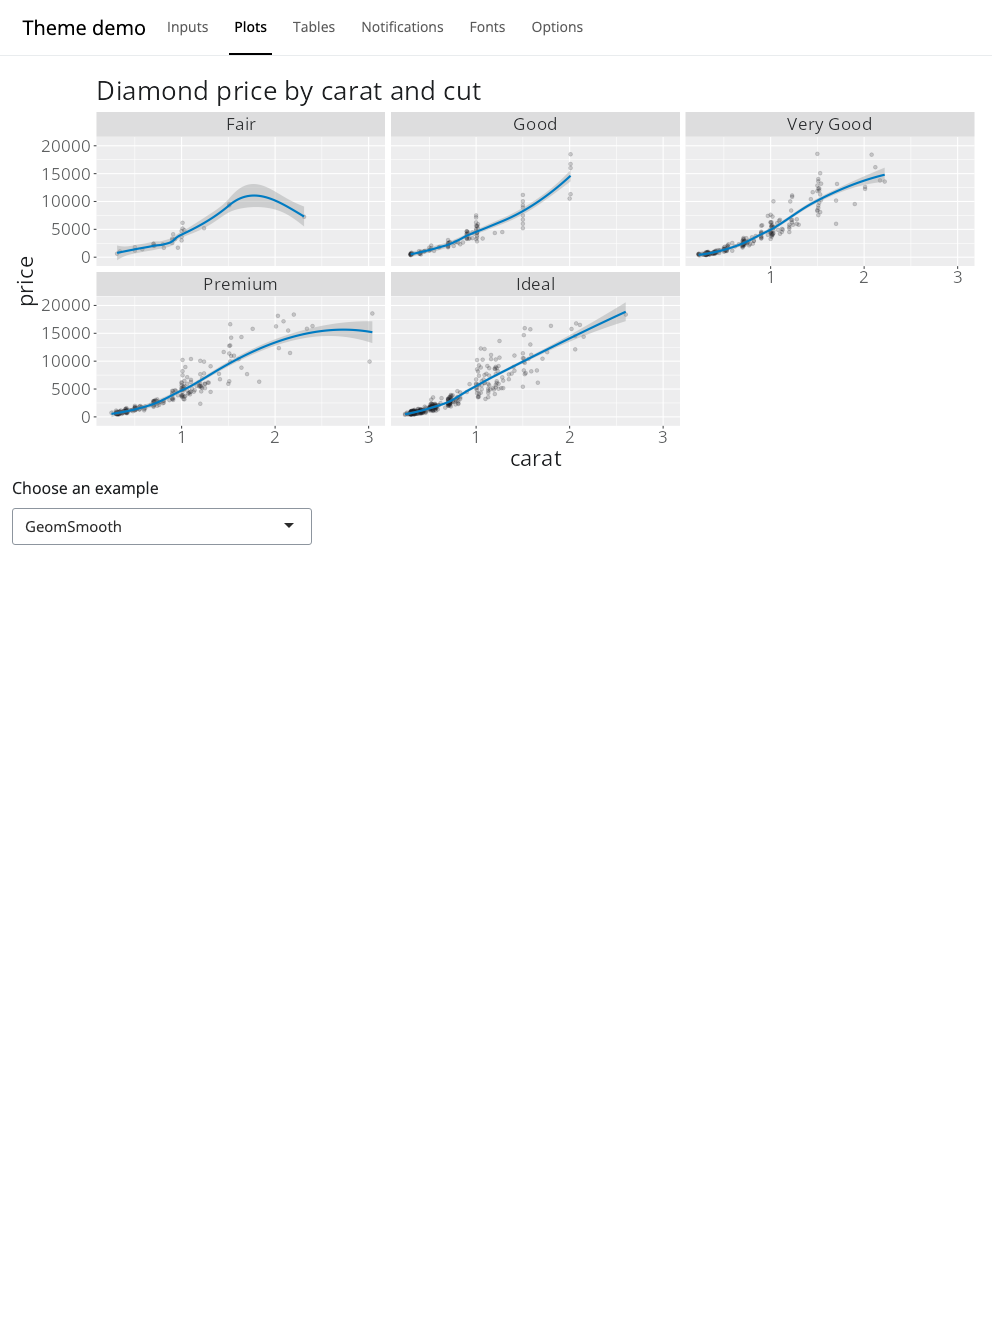 Theme demo Inputs Plots Tables Notifications Fonts Options
Diamond price by carat and cut
Fair Good Very Good
20000
15000
10000
5000
0
1 2 3
price
Premium Ideal
20000
15000
10000
5000
0
1 2 3 1 2 3
carat
Choose an example
GeomSmooth